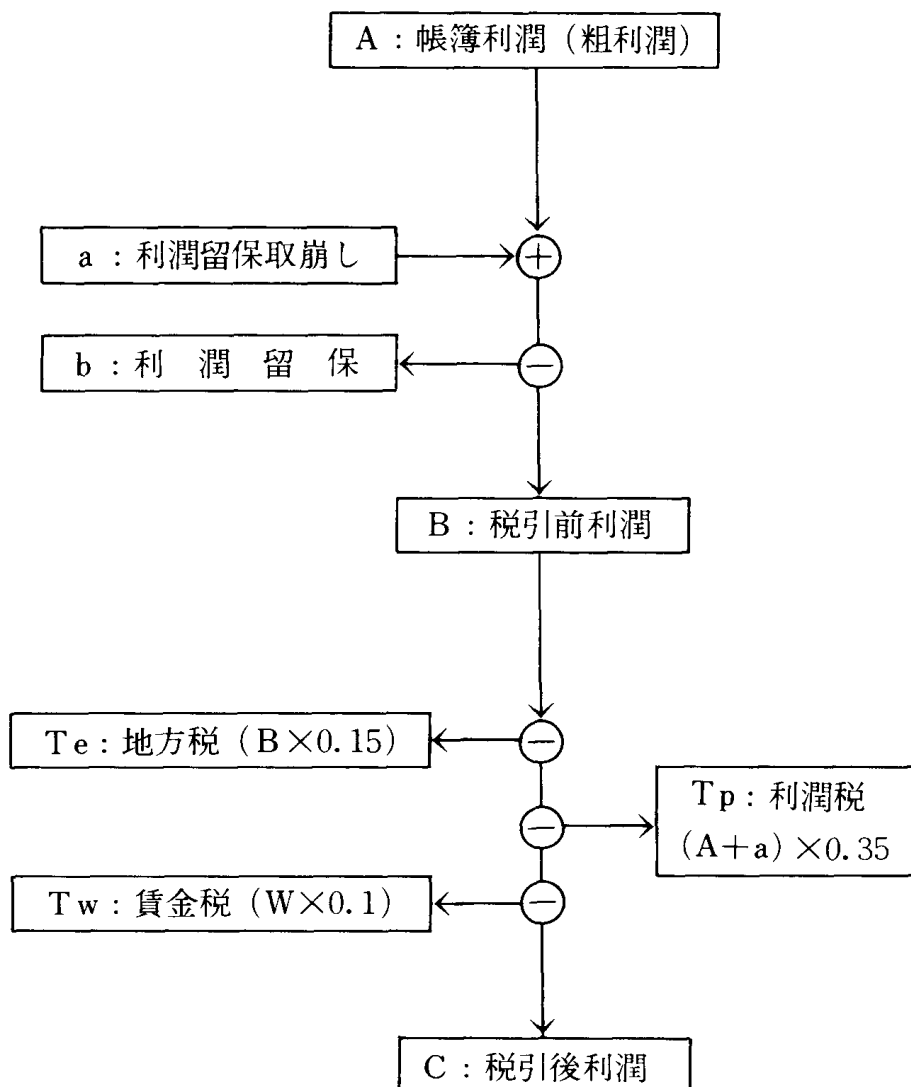 A：帳簿利潤（粗利潤）
a：利潤留保取崩し
＋
b：利　潤　留　保
－
B：税引前利潤
Te：地方税（B×0.15）
－
Tp：利潤税
(A＋a)×0.35
－
Tw：賃金税（W×0.1）
－
C：税引後利潤